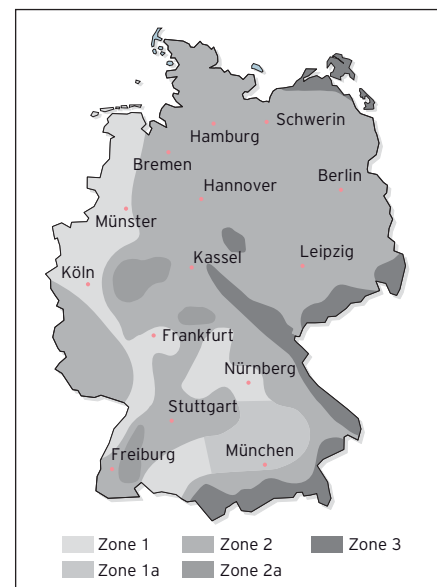 Schwerin
Hamburg
Bremen
Hannover
Berlin
Münster
Kassel
Leipzig
Köln
Frankfurt
Nürnberg
Stuttgart
Freiburg
München
Zone 1
Zone 2
Zone 3
Zone 1a
Zone 2a